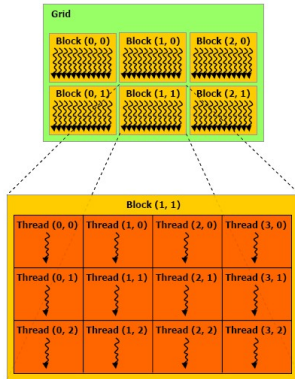 Grid
Block (0, 0) Block (1, 0) Block (2, 0)
Block (0, 1) Block (1, 1) Block (2, 1)
Block (1, 1)
Thread (0, 0) Thread (1, 0) Thread (2, 0) Thread (3, 0)
Thread (0, 1) Thread (1, 1) Thread (2, 1) Thread (3, 1)
Thread (0, 2) Thread (1, 2) Thread (2, 2) Thread (3, 2)